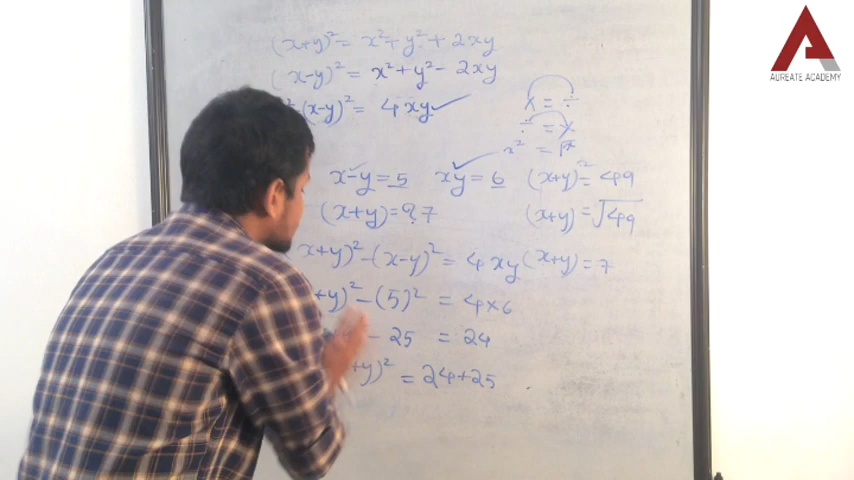 (x+y)² = x²+y²+2xy
(x-y)² = x²+y²- 2xy
² (x-y)² = 4xy ✓
x = ÷
÷ = x
x-y = 5
xy = 6
(x+y)² = 49
(x+y) = ? 7
(x+y) = √49
x+y)² - (x-y)² = 4xy
(x+y) = 7
+y)² - (5)² = 4×6
- 25 = 24
+y)² = 24+25
AUREATE ACADEMY